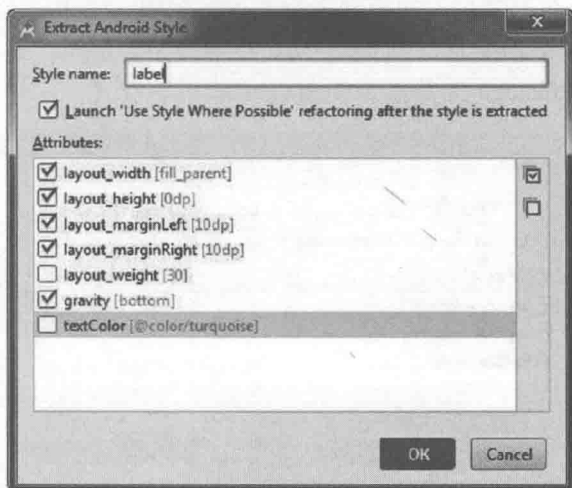 Extract Android Style
Style name: label
Launch 'Use Style Where Possible' refactoring after the style is extracted
Attributes:
layout_width [fill_parent]
layout_height [0dp]
layout_marginLeft [10dp]
layout_marginRight [10dp]
layout_weight [30]
gravity [bottom]
textColor [@color/turquoise]
OK Cancel